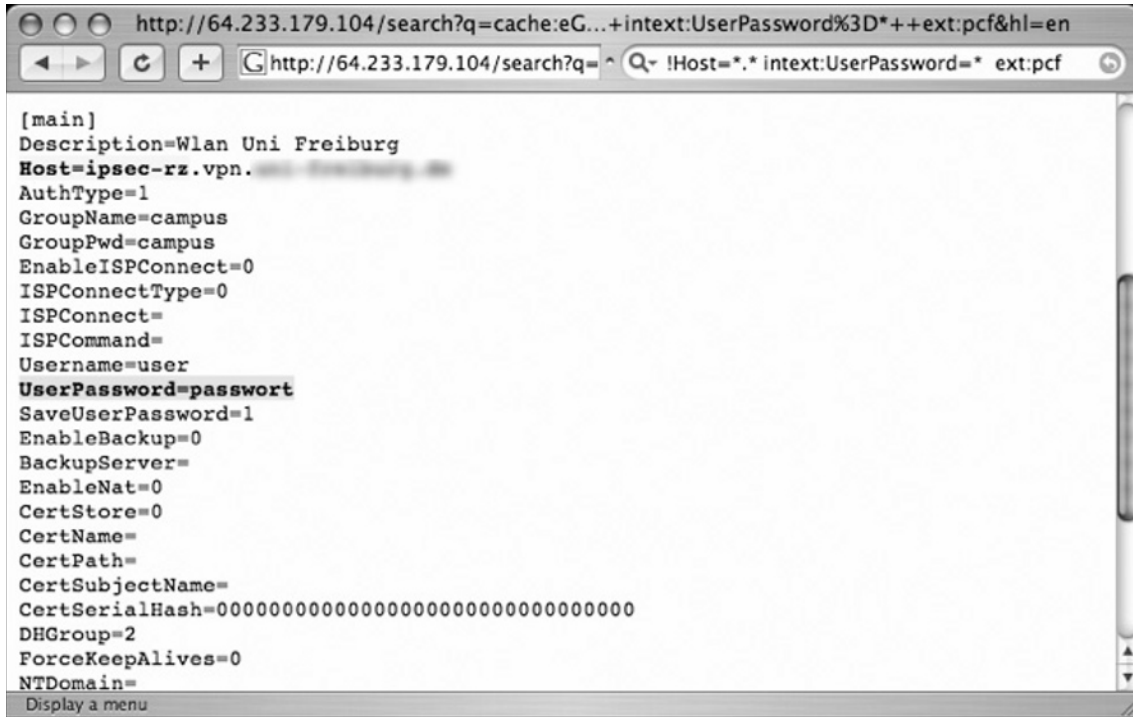 http://64.233.179.104/search?q=cache:eG...+intext:UserPassword%3D*++ext:pcf&hl=en
http://64.233.179.104/search?q= !Host=*.* intext:UserPassword=* ext:pcf
[main]
Description=Wlan Uni Freiburg
Host=ipsec-rz.vpn.
AuthType=1
GroupName=campus
GroupPwd=campus
EnableISPConnect=0
ISPConnectType=0
ISPConnect=
ISPCommand=
Username=user
UserPassword=passwort
SaveUserPassword=1
EnableBackup=0
BackupServer=
EnableNat=0
CertStore=0
CertName=
CertPath=
CertSubjectName=
CertSerialHash=00000000000000000000000000000000
DHGroup=2
ForceKeepAlives=0
NTDomain=
Display a menu